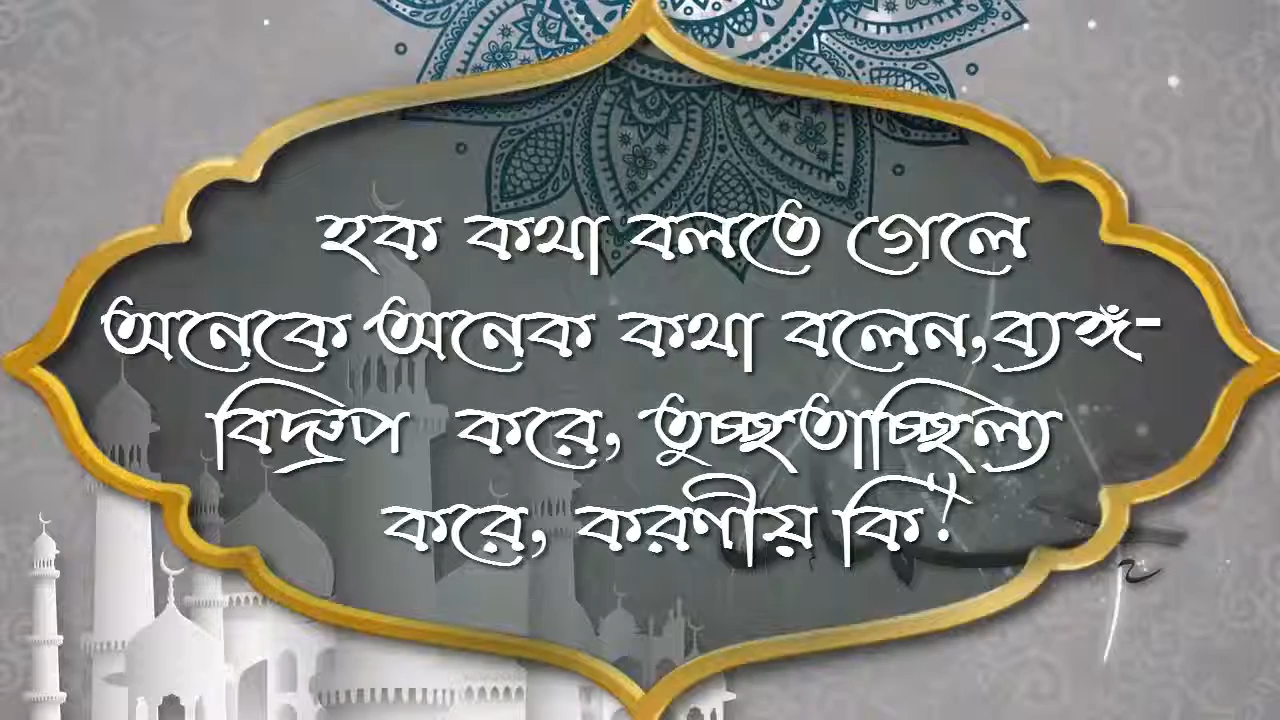 হক কথা বলতে গেলে
অনেকে অনেক কথা বলেন,ব্যঙ্গ-
বিদ্রুপ করে, তুচ্ছতাচ্ছিল্য
করে, করণীয় কি!